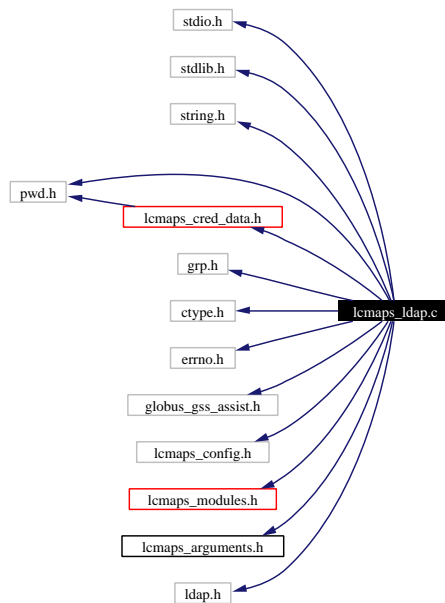 stdio.h
stdlib.h
string.h
pwd.h
lcmaps_cred_data.h
grp.h
lcmaps_ldap.c
ctype.h
errno.h
globus_gss_assist.h
lcmaps_config.h
lcmaps_modules.h
lcmaps_arguments.h
ldap.h